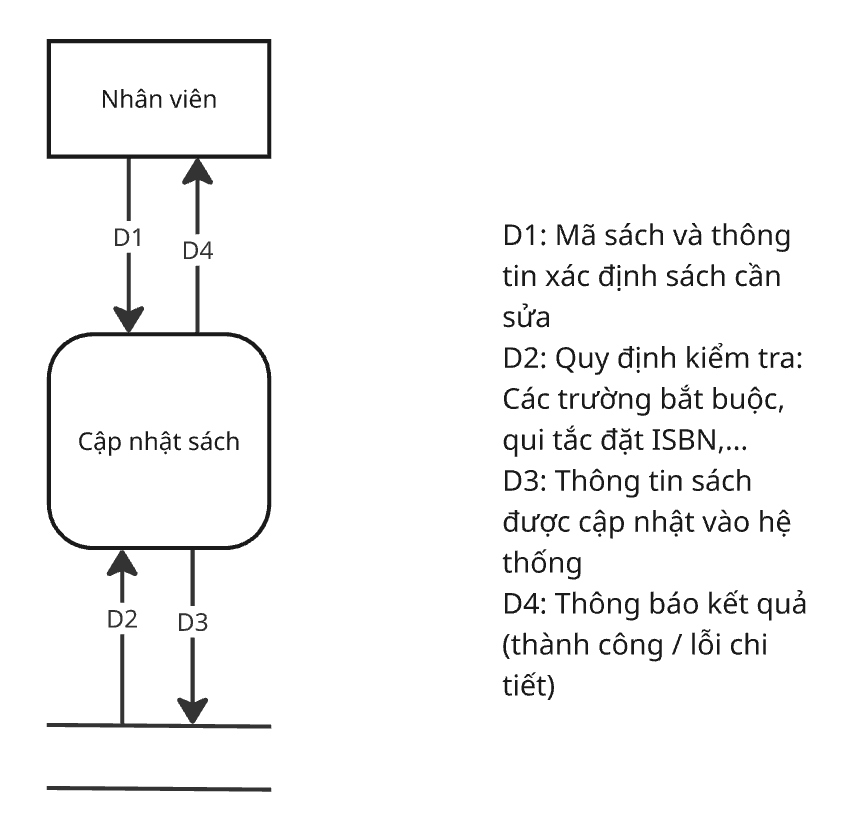 Nhân viên
D1
D4
Cập nhật sách
D2
D3
D1: Mã sách và thông
tin xác định sách cần
sửa
D2: Quy định kiểm tra:
Các trường bắt buộc,
qui tắc đặt ISBN,...
D3: Thông tin sách
được cập nhật vào hệ
thống
D4: Thông báo kết quả
(thành công / lỗi chi
tiết)